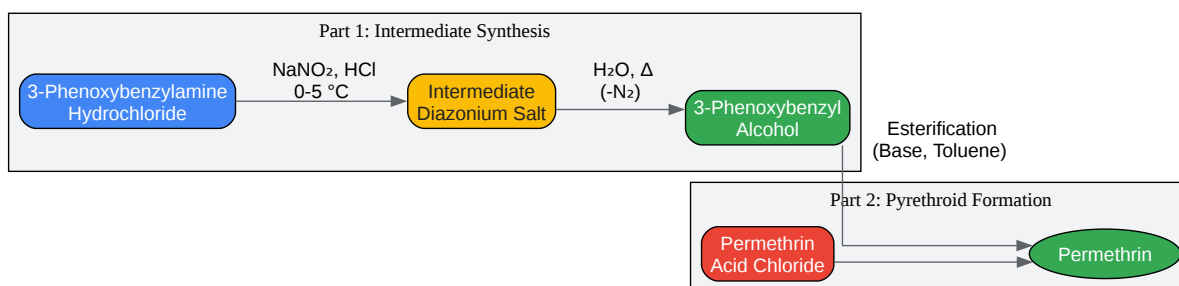 Part 1: Intermediate Synthesis
3-Phenoxybenzylamine
Hydrochloride
NaNO₂, HCl
0-5 °C
Intermediate
Diazonium Salt
H₂O, Δ
(-N₂)
3-Phenoxybenzyl
Alcohol
Esterification
(Base, Toluene)
Part 2: Pyrethroid Formation
Permethrin
Acid Chloride
Permethrin